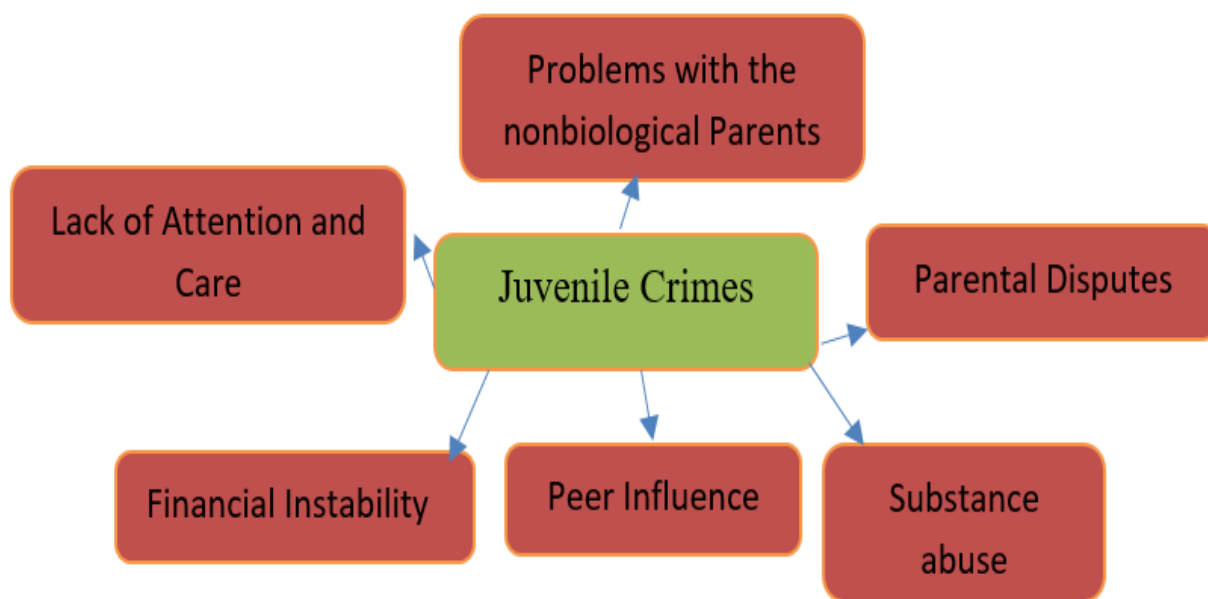 Problems with the
nonbiological Parents
Lack of Attention and
Care
Juvenile Crimes
Parental Disputes
Financial Instability
Peer Influence
Substance
abuse